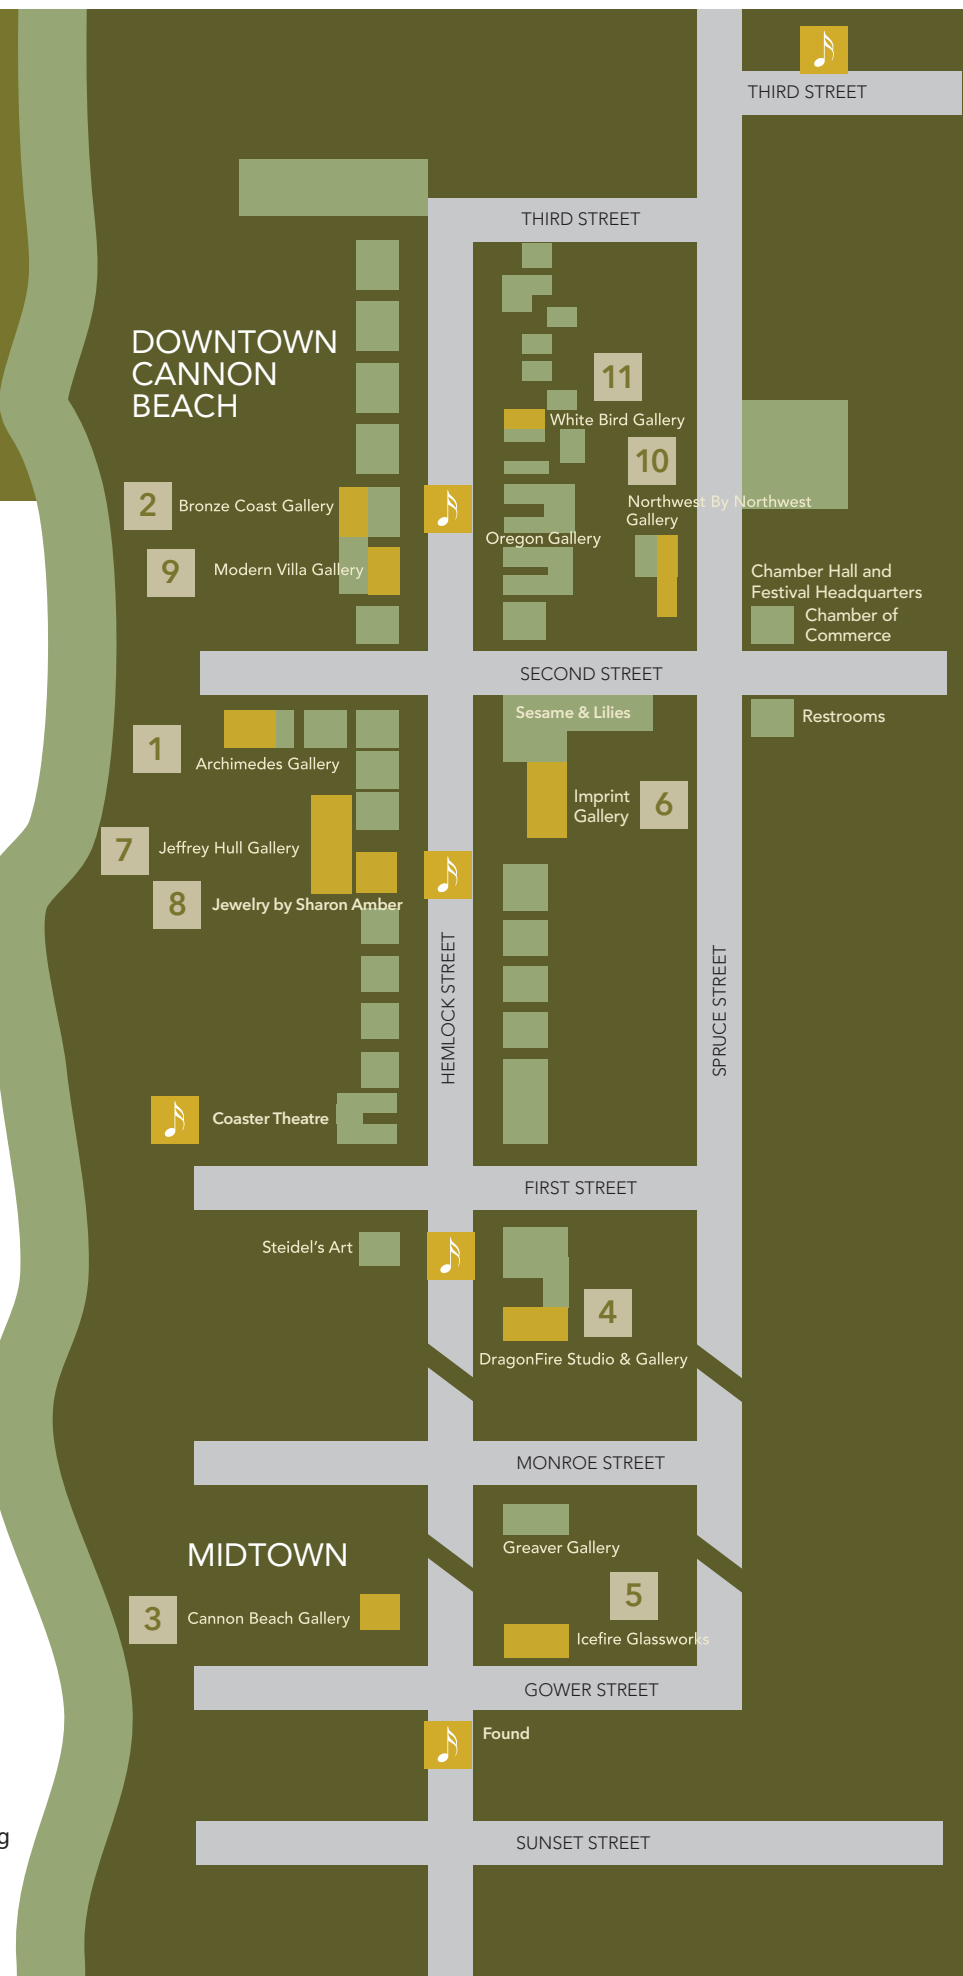 THIRD STREET
THIRD STREET
DOWNTOWN
CANNON
BEACH
11
White Bird Gallery
10
2
Bronze Coast Gallery
Northwest By Northwest
Gallery
Oregon Gallery
9
Modern Villa Gallery
Chamber Hall and
Festival Headquarters
Chamber of
Commerce
SECOND STREET
Sesame & Lilies
Restrooms
1
Archimedes Gallery
Imprint
Gallery
6
7
Jeffrey Hull Gallery
8
Jewelry by Sharon Amber
HEMLOCK STREET
SPRUCE STREET
Coaster Theatre
FIRST STREET
Steidel's Art
4
DragonFire Studio & Gallery
MONROE STREET
MIDTOWN
Greaver Gallery
5
3
Cannon Beach Gallery
Icefire Glassworks
GOWER STREET
Found
g
SUNSET STREET